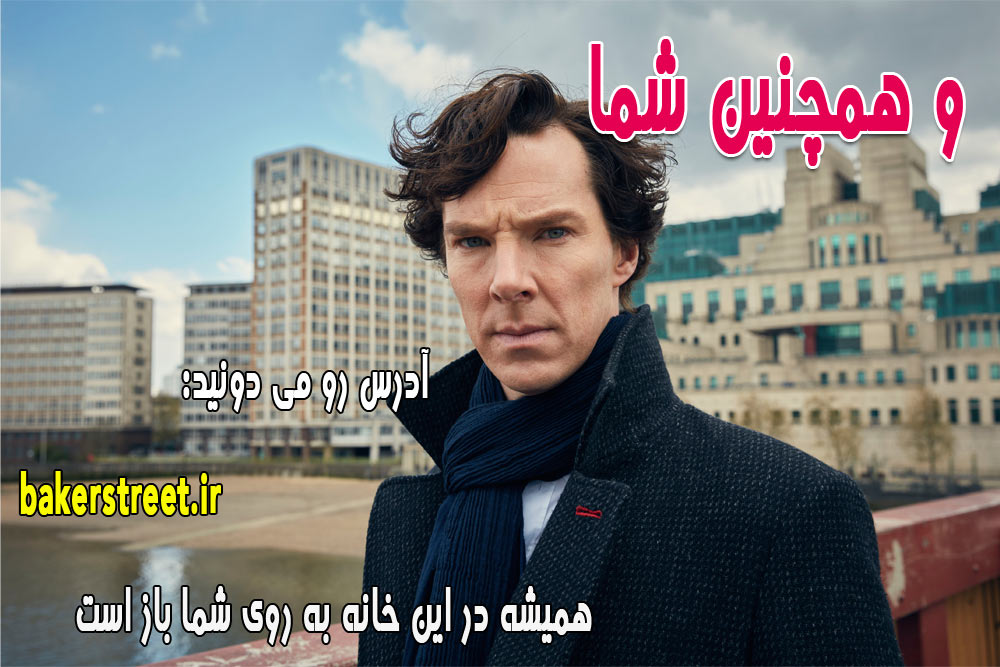 و همچنین شما
آدرس رو می دونید:
bakerstreet.ir
همیشه در این خانه به روی شما باز است